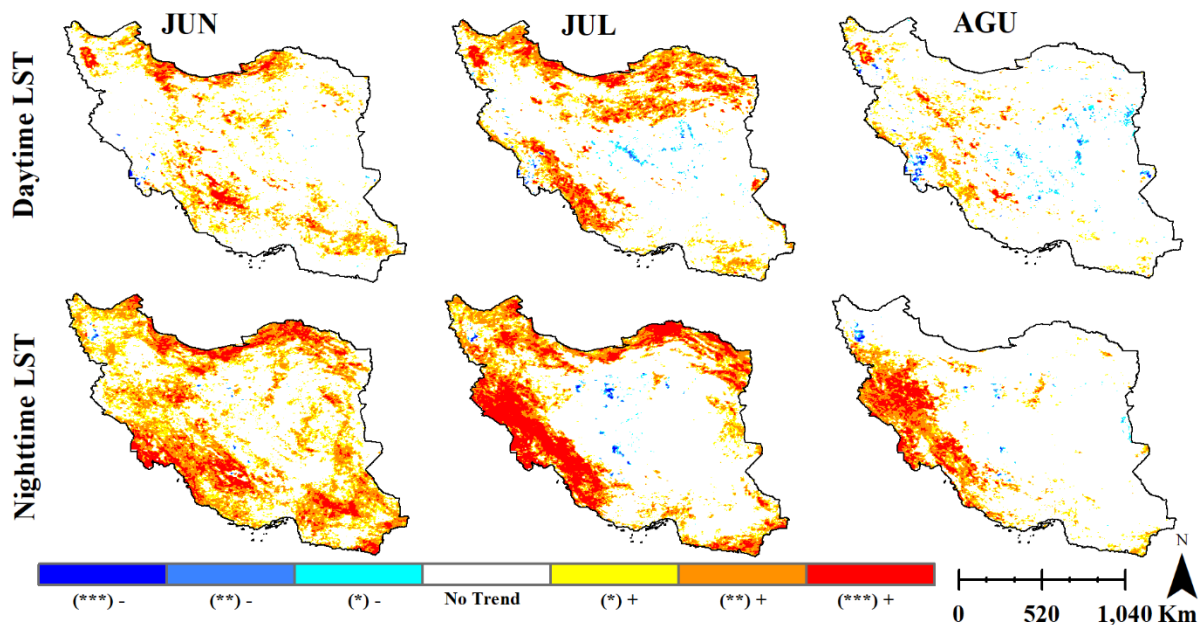 JUN JUL AGU
Daytime LST
Nighttime LST
N
(***) - (**) - (*) - No Trend (*) + (**) + (***) +
0 520 1,040 Km